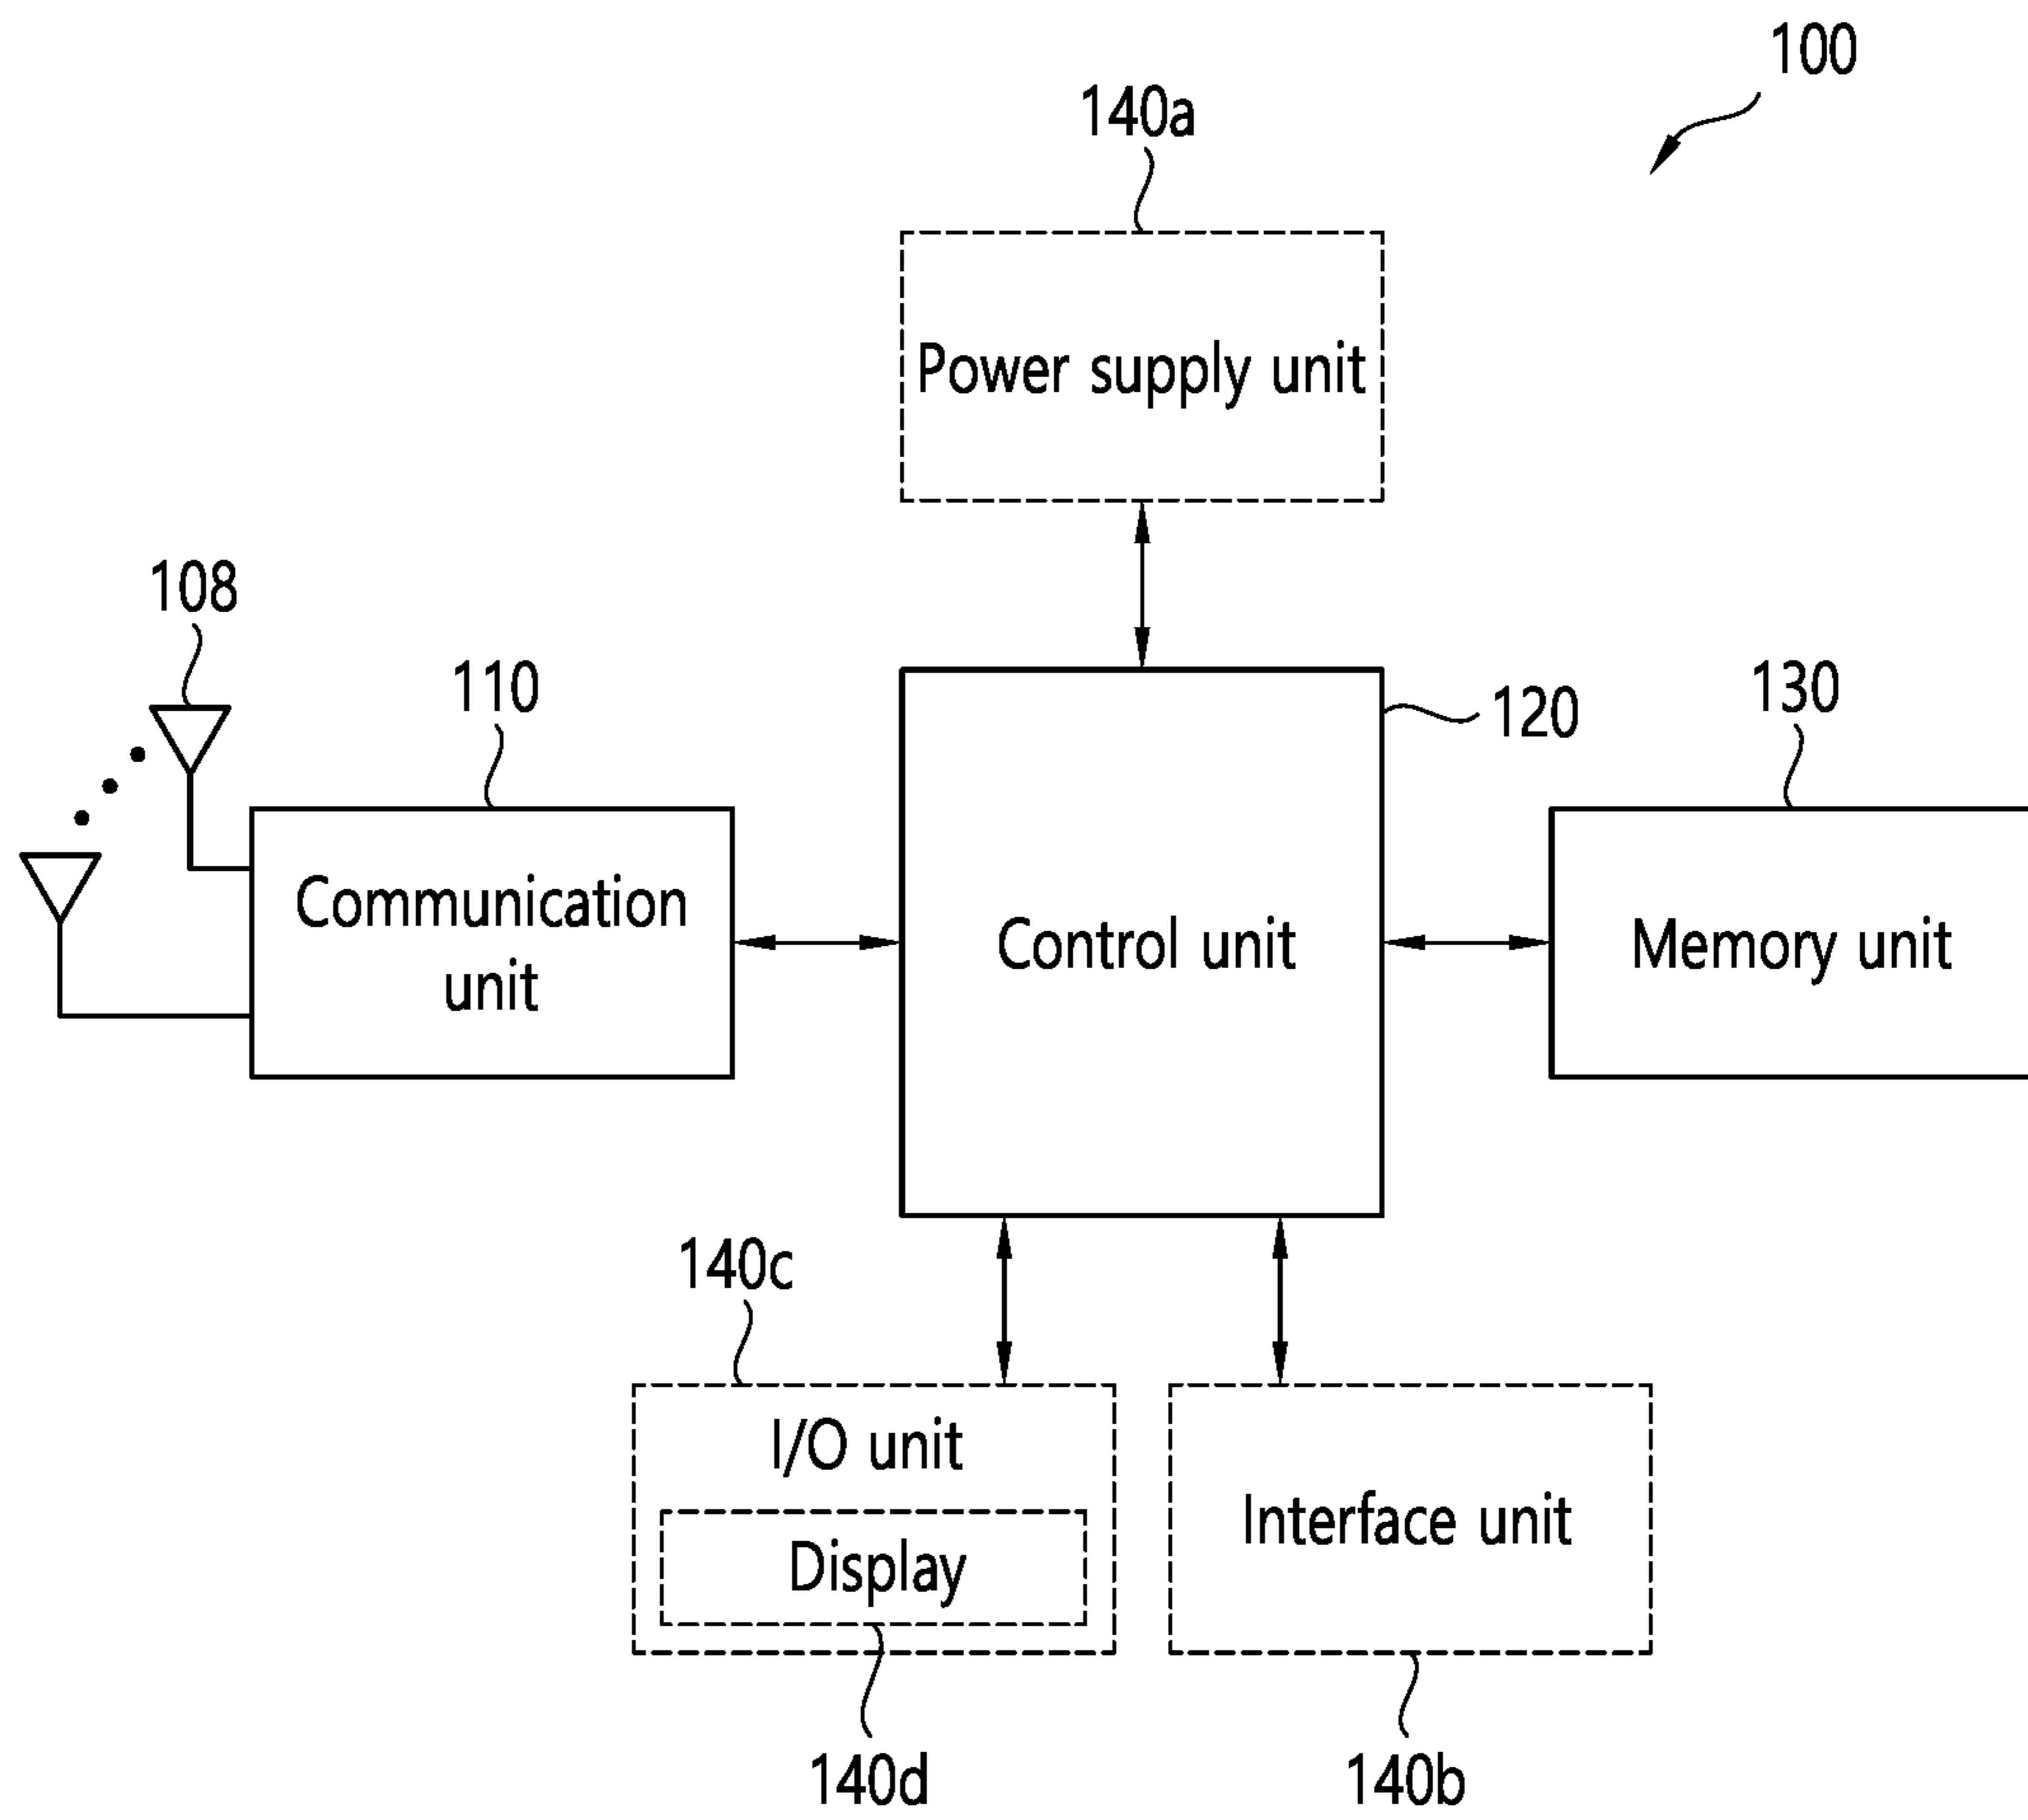 100
140a
Power supply unit
108
110
120
130
Communication
unit
Control unit
Memory unit
140c
I/O unit
Display
Interface unit
140d
140b